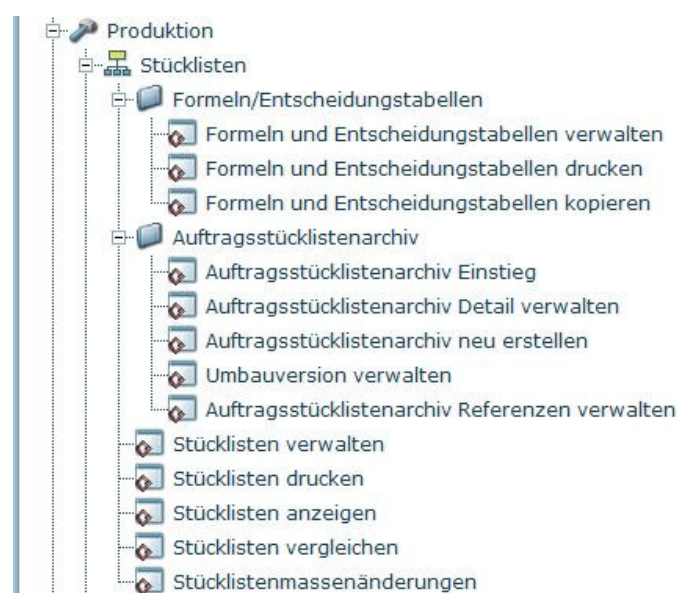 Produktion
Stücklisten
Formeln/Entscheidungstabellen
Formeln und Entscheidungstabellen verwalten
Formeln und Entscheidungstabellen drucken
Formeln und Entscheidungstabellen kopieren
Auftragsstücklistenarchiv
Auftragsstücklistenarchiv Einstieg
Auftragsstücklistenarchiv Detail verwalten
Auftragsstücklistenarchiv neu erstellen
Umbauversion verwalten
Auftragsstücklistenarchiv Referenzen verwalten
Stücklisten verwalten
Stücklisten drucken
Stücklisten anzeigen
Stücklisten vergleichen
Stücklistenmassenänderungen